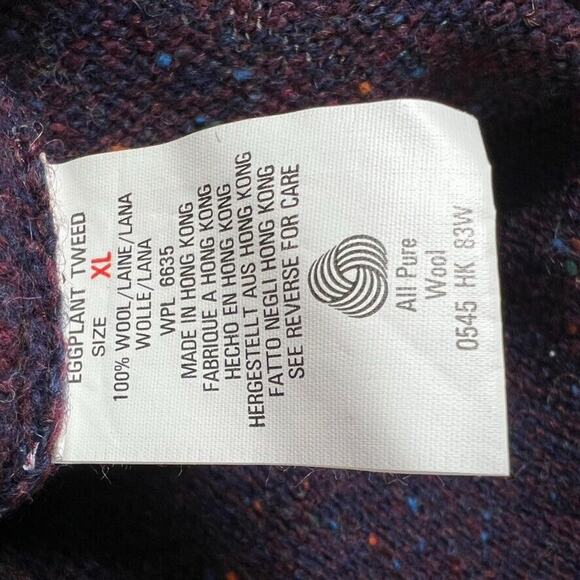 EGGPLANT TWEED
SIZE XL
100% WOOL/LAINE/LANA
WOLLE/LANA
WPL 6635
MADE IN HONG KONG
FABRIQUE A HONG KONG
HECHO EN HONG KONG
HERGESTELLT AUS HONG KONG
FATTO NEGLI HONG KONG
SEE REVERSE FOR CARE
All Pure
Wool
0545 HK 83W